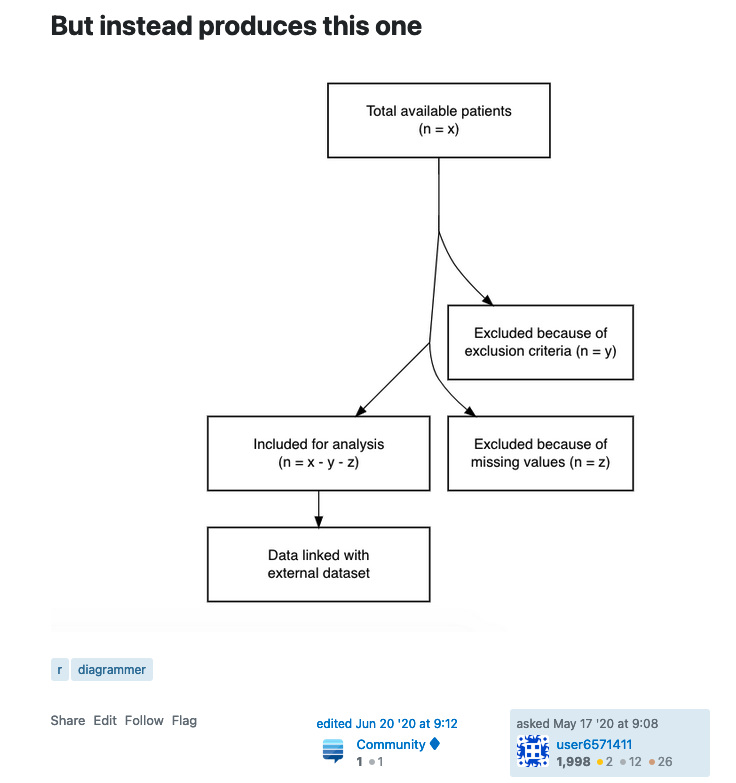 But instead produces this one
Total available patients
(n = x)
Excluded because of
exclusion criteria (n = y)
Included for analysis
(n = x - y - z)
Excluded because of
missing values (n = z)
Data linked with
external dataset
r diagrammer
Share Edit Follow Flag
edited Jun 20 '20 at 9:12
Community
1 1
asked May 17 '20 at 9:08
user6571411
1,998 2 12 26